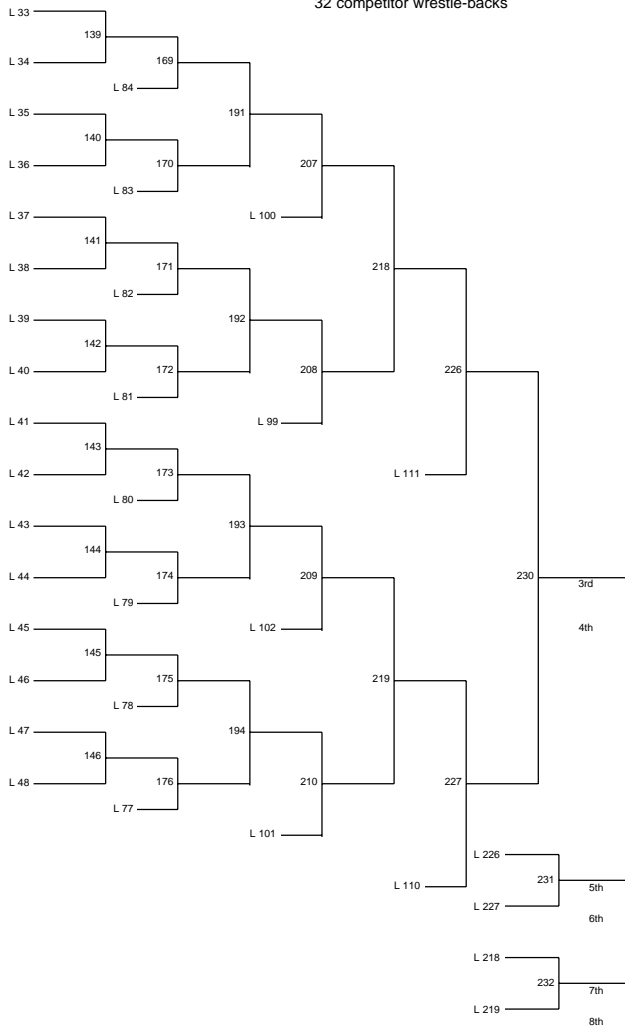 32 competitor wrestle-backs
L 33
139
L 34
169
L 84
L 35
191
140
L 36
170
207
L 83
L 37
L 100
141
L 38
171
218
L 82
L 39
192
142
L 40
172
208
226
L 81
L 41
L 99
143
L 42
173
L 111
L 80
L 43
193
144
L 44
174
209
230
3rd
L 79
L 45
L 102
4th
145
L 46
175
219
L 78
L 47
194
146
L 48
176
210
227
L 77
L 101
L 226
231
L 110
5th
L 227
6th
L 218
232
7th
L 219
8th